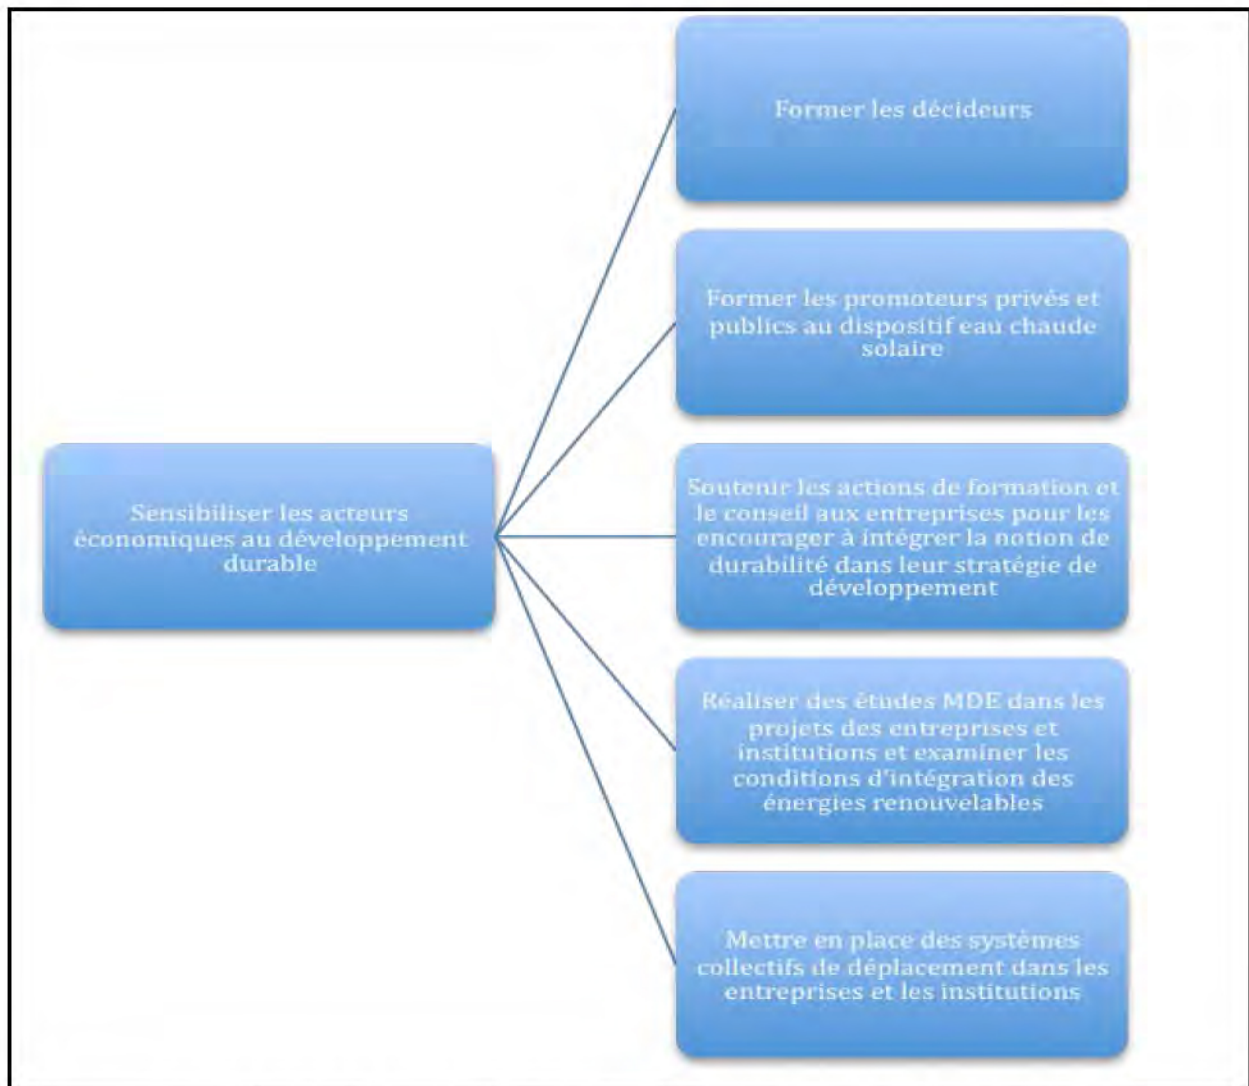 Former les décideurs
Former les promoteurs privés et
publics au dispositif eau chaude
solaire
Sensibiliser les acteurs
économiques au développement
durable
Soutenir les actions de formation et
le conseil aux entreprises pour les
encourager à intégrer la notion de
durabilité dans leur stratégie de
développement
Réaliser des études MDE dans les
projets des entreprises et
institutions et examiner les
conditions d'intégration des
énergies renouvelables
Mettre en place des systèmes
collectifs de déplacement dans les
entreprises et les institutions